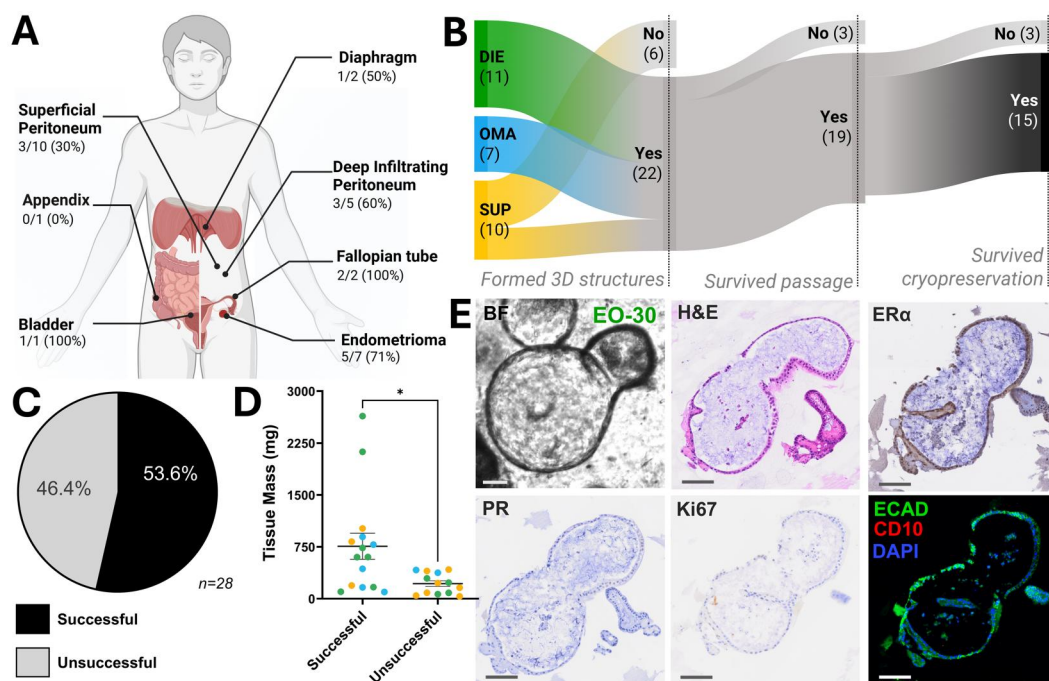 A
Diaphragm
1/2 (50%)
Superficial
Peritoneum
3/10 (30%)
Deep Infiltrating
Peritoneum
3/5 (60%)
Appendix
0/1 (0%)
Fallopian tube
2/2 (100%)
Bladder
1/1 (100%)
Endometrioma
5/7 (71%)
B
DIE
(11)
OMA
(7)
SUP
(10)
No
(6)
Yes
(22)
No (3)
Yes
(19)
No (3)
Yes
(15)
Formed 3D structures
Survived passage
Survived
cryopreservation
C
46.4%
53.6%
n=28
Successful
Unsuccessful
D
Tissue Mass (mg)
3000
2250
1500
750
0
*
Successful
Unsuccessful
E
BF
EO-30
H&E
ERα
PR
Ki67
ECAD
CD10
DAPI